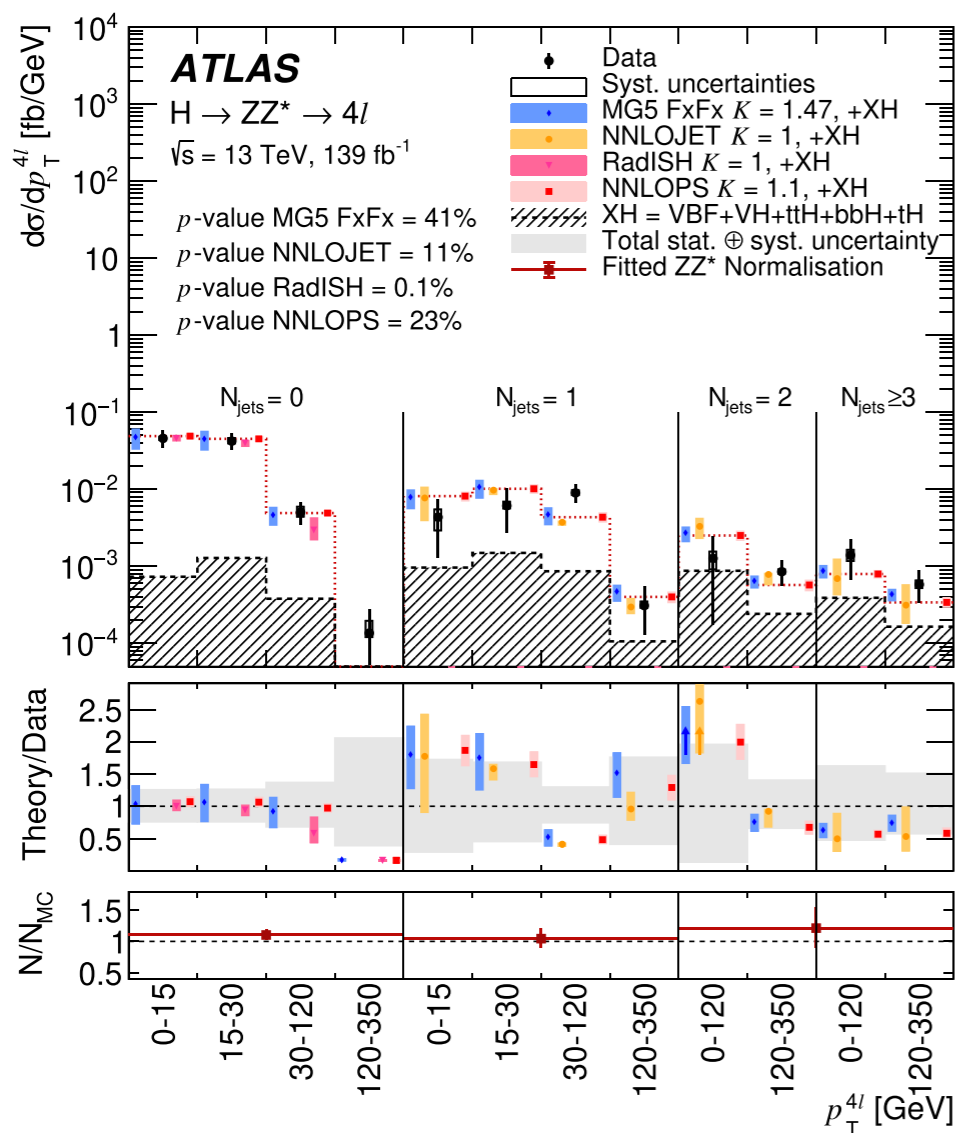 ATLAS
H → ZZ* → 4l
√s = 13 TeV, 139 fb⁻¹
p-value MG5 FxFx = 41%
p-value NNLOJET = 11%
p-value RadISH = 0.1%
p-value NNLOPS = 23%
Data
Syst. uncertainties
MG5 FxFx K = 1.47, +XH
NNLOJET K = 1, +XH
RadISH K = 1, +XH
NNLOPS K = 1.1, +XH
XH = VBF+VH+ttH+bbH+tH
Total stat. ⊕ syst. uncertainty
Fitted ZZ* Normalisation
dσ/dp_T^{4l} [fb/GeV]
10⁴
10³
10²
10
1
10⁻¹
10⁻²
10⁻³
10⁻⁴
N_jets = 0
N_jets = 1
N_jets = 2
N_jets ≥3
Theory/Data
2.5
2
1.5
1
0.5
N/N_MC
1.5
1
0.5
0-15
15-30
30-120
120-350
0-15
15-30
30-120
120-350
0-120
120-350
0-120
120-350
p_T^{4l} [GeV]